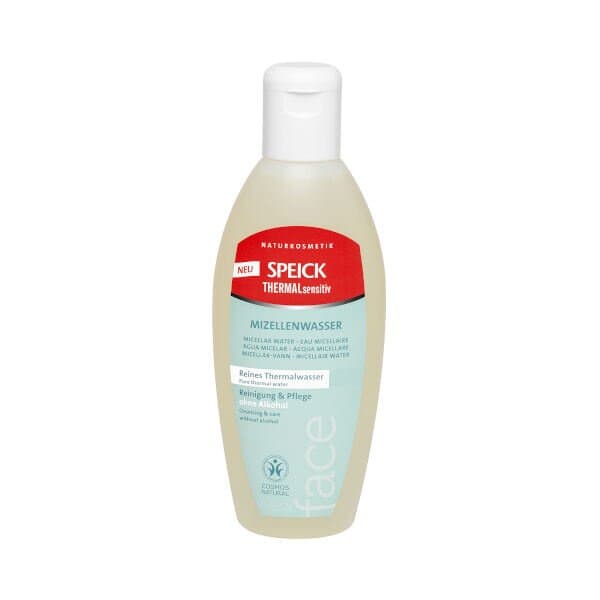 NATURKOSMETIK
NEU
SPEICK
THERMALsensitiv
MIZELLENWASSER
MICELLAR WATER • EAU MICELLAIRE
AGUA MICELAR • ACQUA MICELLARE
MICELLAR-VANN • MICELLAIR WATER
Reines Thermalwasser
Pure thermal water
Reinigung & Pflege
ohne Alkohol
Cleansing & care
without alcohol
COSMOS
NATURAL
face